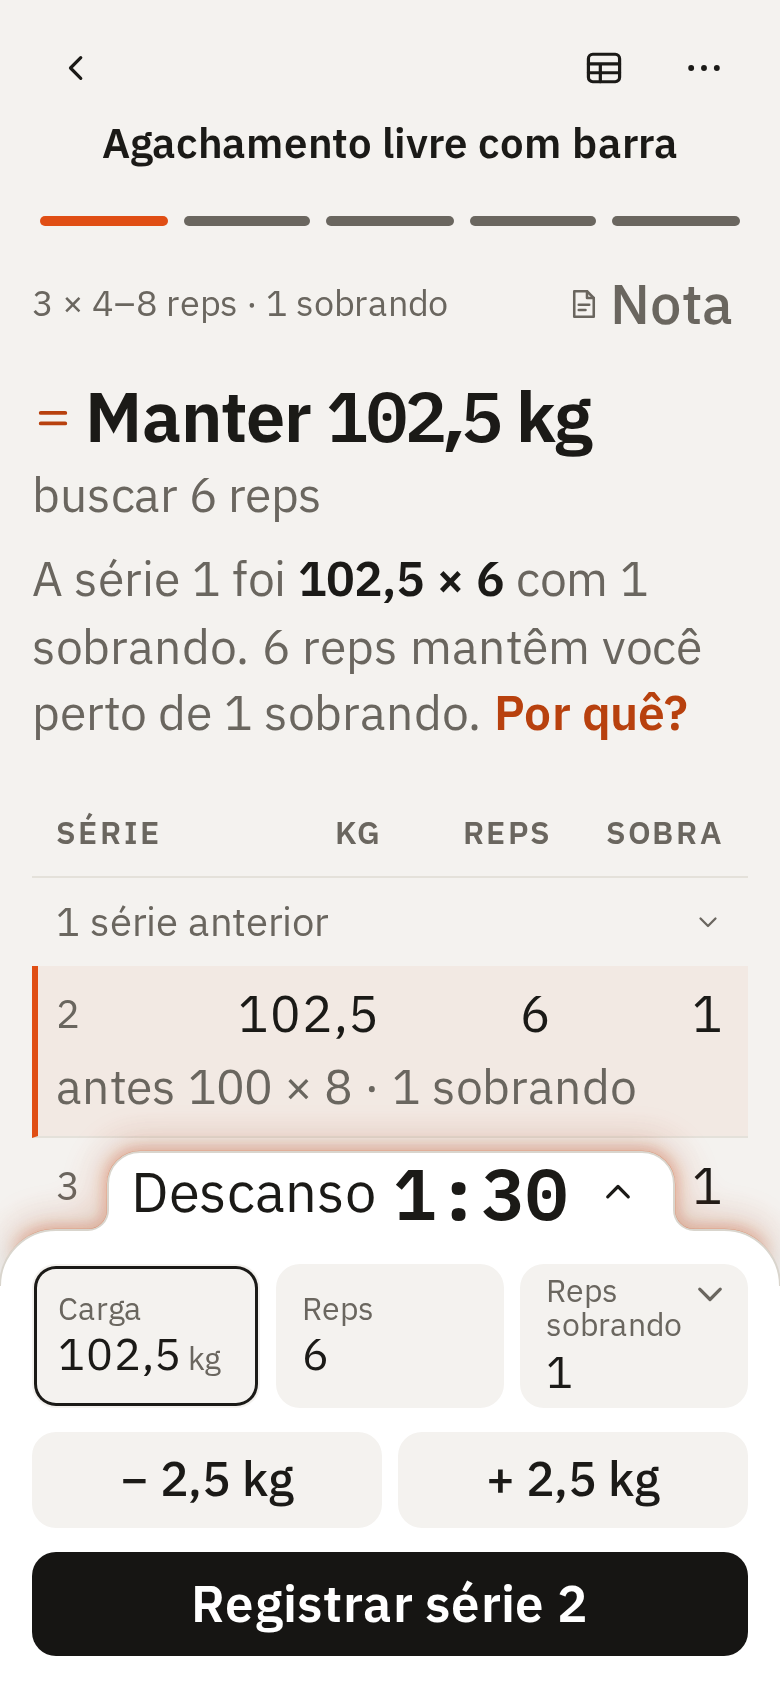 Agachamento livre com barra
3 × 4–8 reps · 1 sobrando
Nota
= Manter 102,5 kg
buscar 6 reps
A série 1 foi 102,5 × 6 com 1
sobrando. 6 reps mantêm você
perto de 1 sobrando. Por quê?
SÉRIE KG REPS SOBRA
1 série anterior
2 102,5 6 1
antes 100 × 8 · 1 sobrando
3 1
Descanso 1:30
Carga
102,5 kg
Reps
6
Reps
sobrando
1
– 2,5 kg
+ 2,5 kg
Registrar série 2